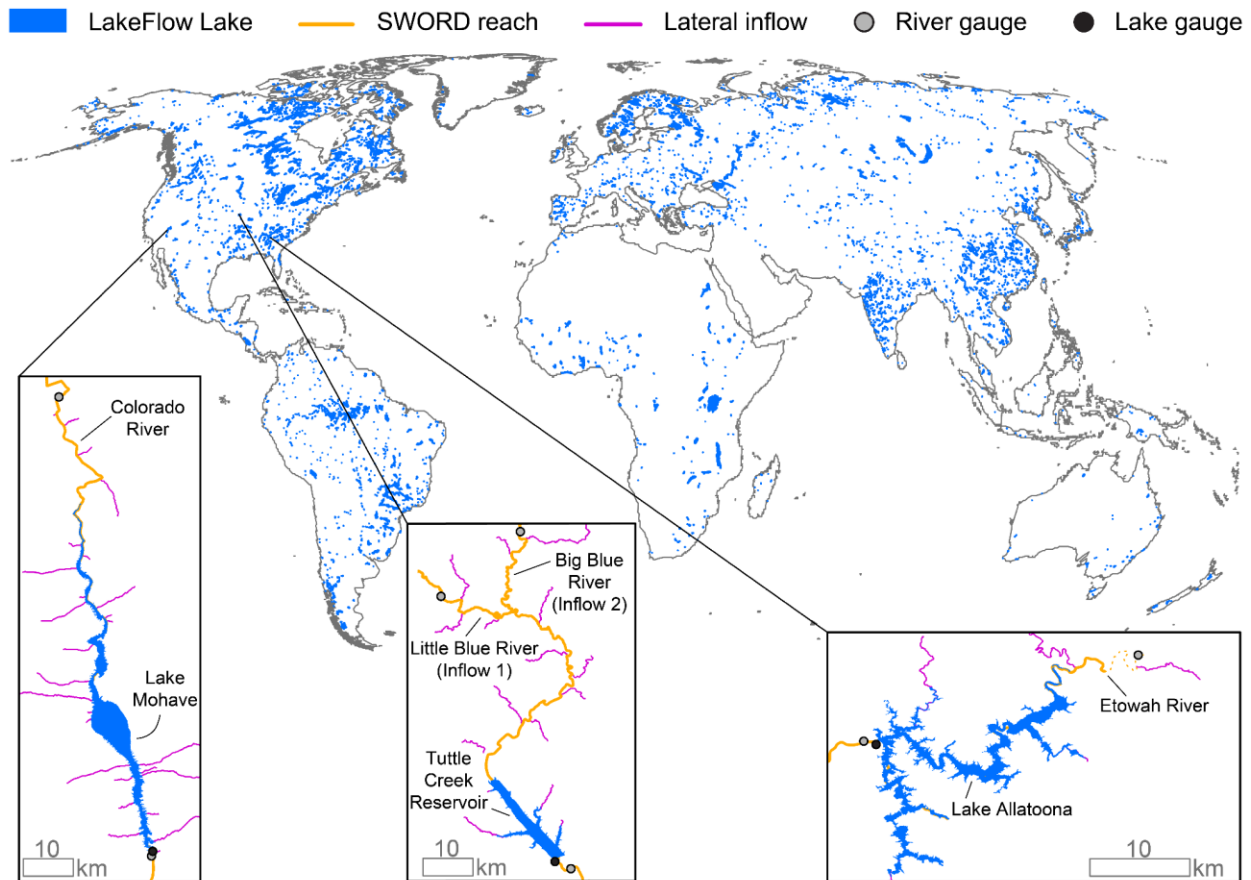 LakeFlow Lake
SWORD reach
Lateral inflow
River gauge
Lake gauge
Colorado
River
Lake
Mohave
10
km
Big Blue
River
(Inflow 2)
Little Blue River
(Inflow 1)
Tuttle
Creek
Reservoir
10
km
Etowah River
Lake Allatoona
10
km